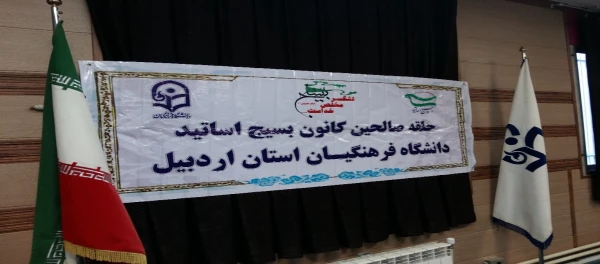 حلقه صالحین کانون بسیج اساتید
دانشگاه فرهنگیان استان اردبیل